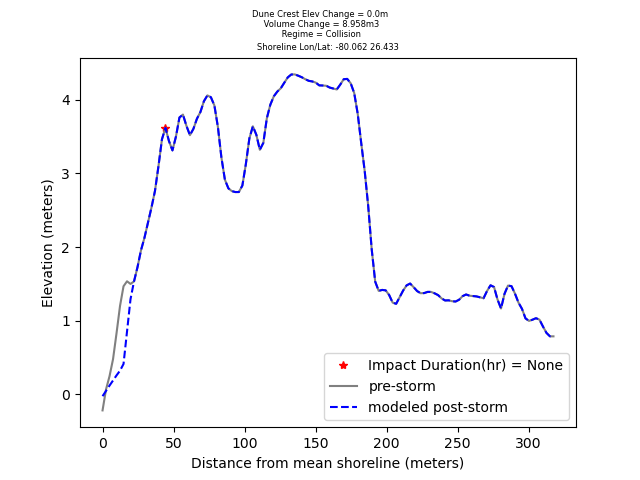 Dune Crest Elev Change = 0.0m
Volume Change = 8.958m3
Regime = Collision
Shoreline Lon/Lat: -80.062 26.433
4
3
2
1
0
Elevation (meters)
Impact Duration(hr) = None
pre-storm
modeled post-storm
0 50 100 150 200 250 300
Distance from mean shoreline (meters)